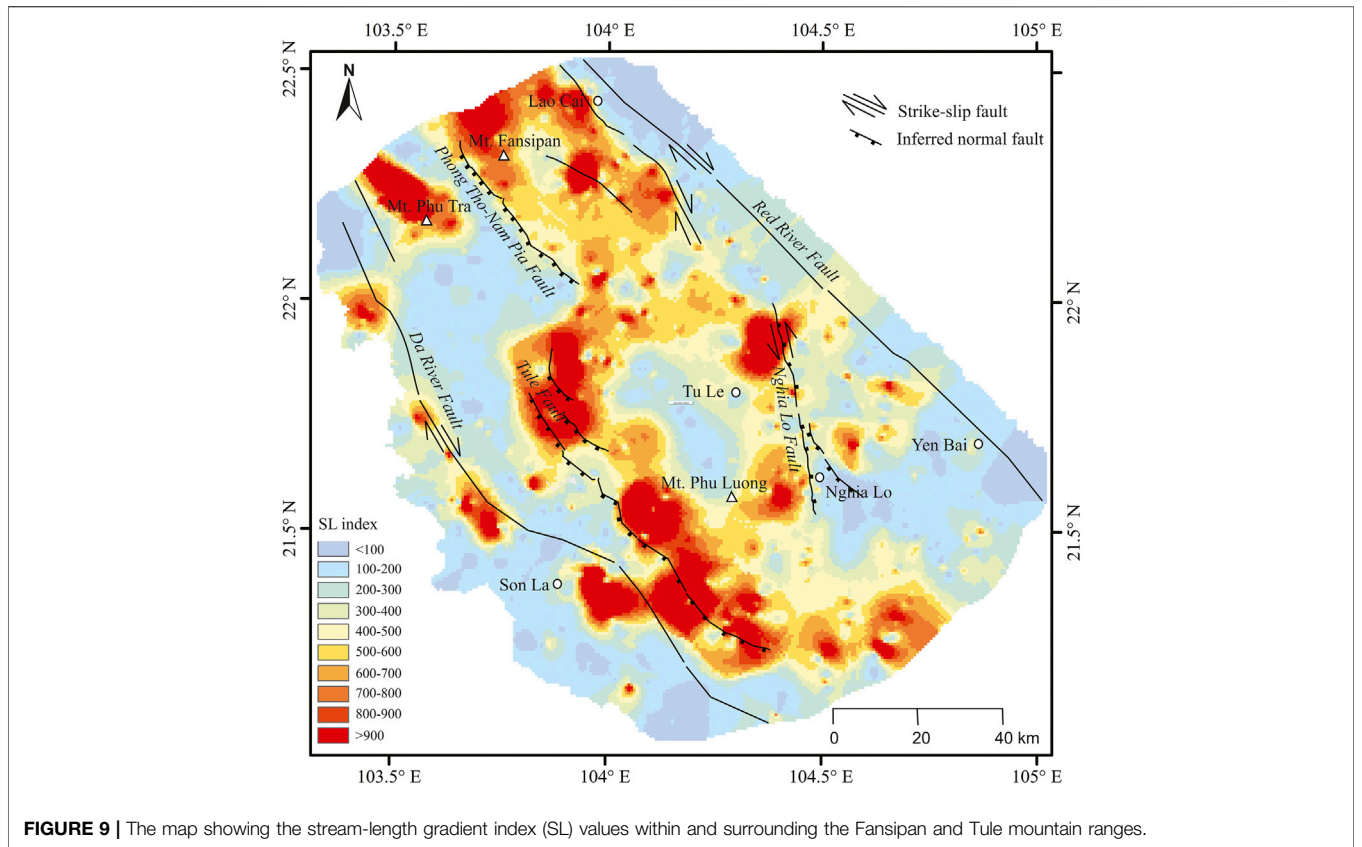 103.5° E
104° E
104.5° E
105° E
22.5° N
N
Lao Cai
Strike-slip fault
Inferred normal fault
Mt. Fansipan
Phong Tho-Nam Pia Fault
Mt. Phu Tra
Red River Fault
22° N
22° N
Da River Fault
Tule Fault
Tu Le
Nghia Lo Fault
Yen Bai
Mt. Phu Luong
Nghia Lo
21.5° N
21.5° N
Son La
SL index
<100
100-200
200-300
300-400
400-500
500-600
600-700
700-800
800-900
>900
0 20 40 km
103.5° E
104° E
104.5° E
105° E
FIGURE 9 | The map showing the stream-length gradient index (SL) values within and surrounding the Fansipan and Tule mountain ranges.